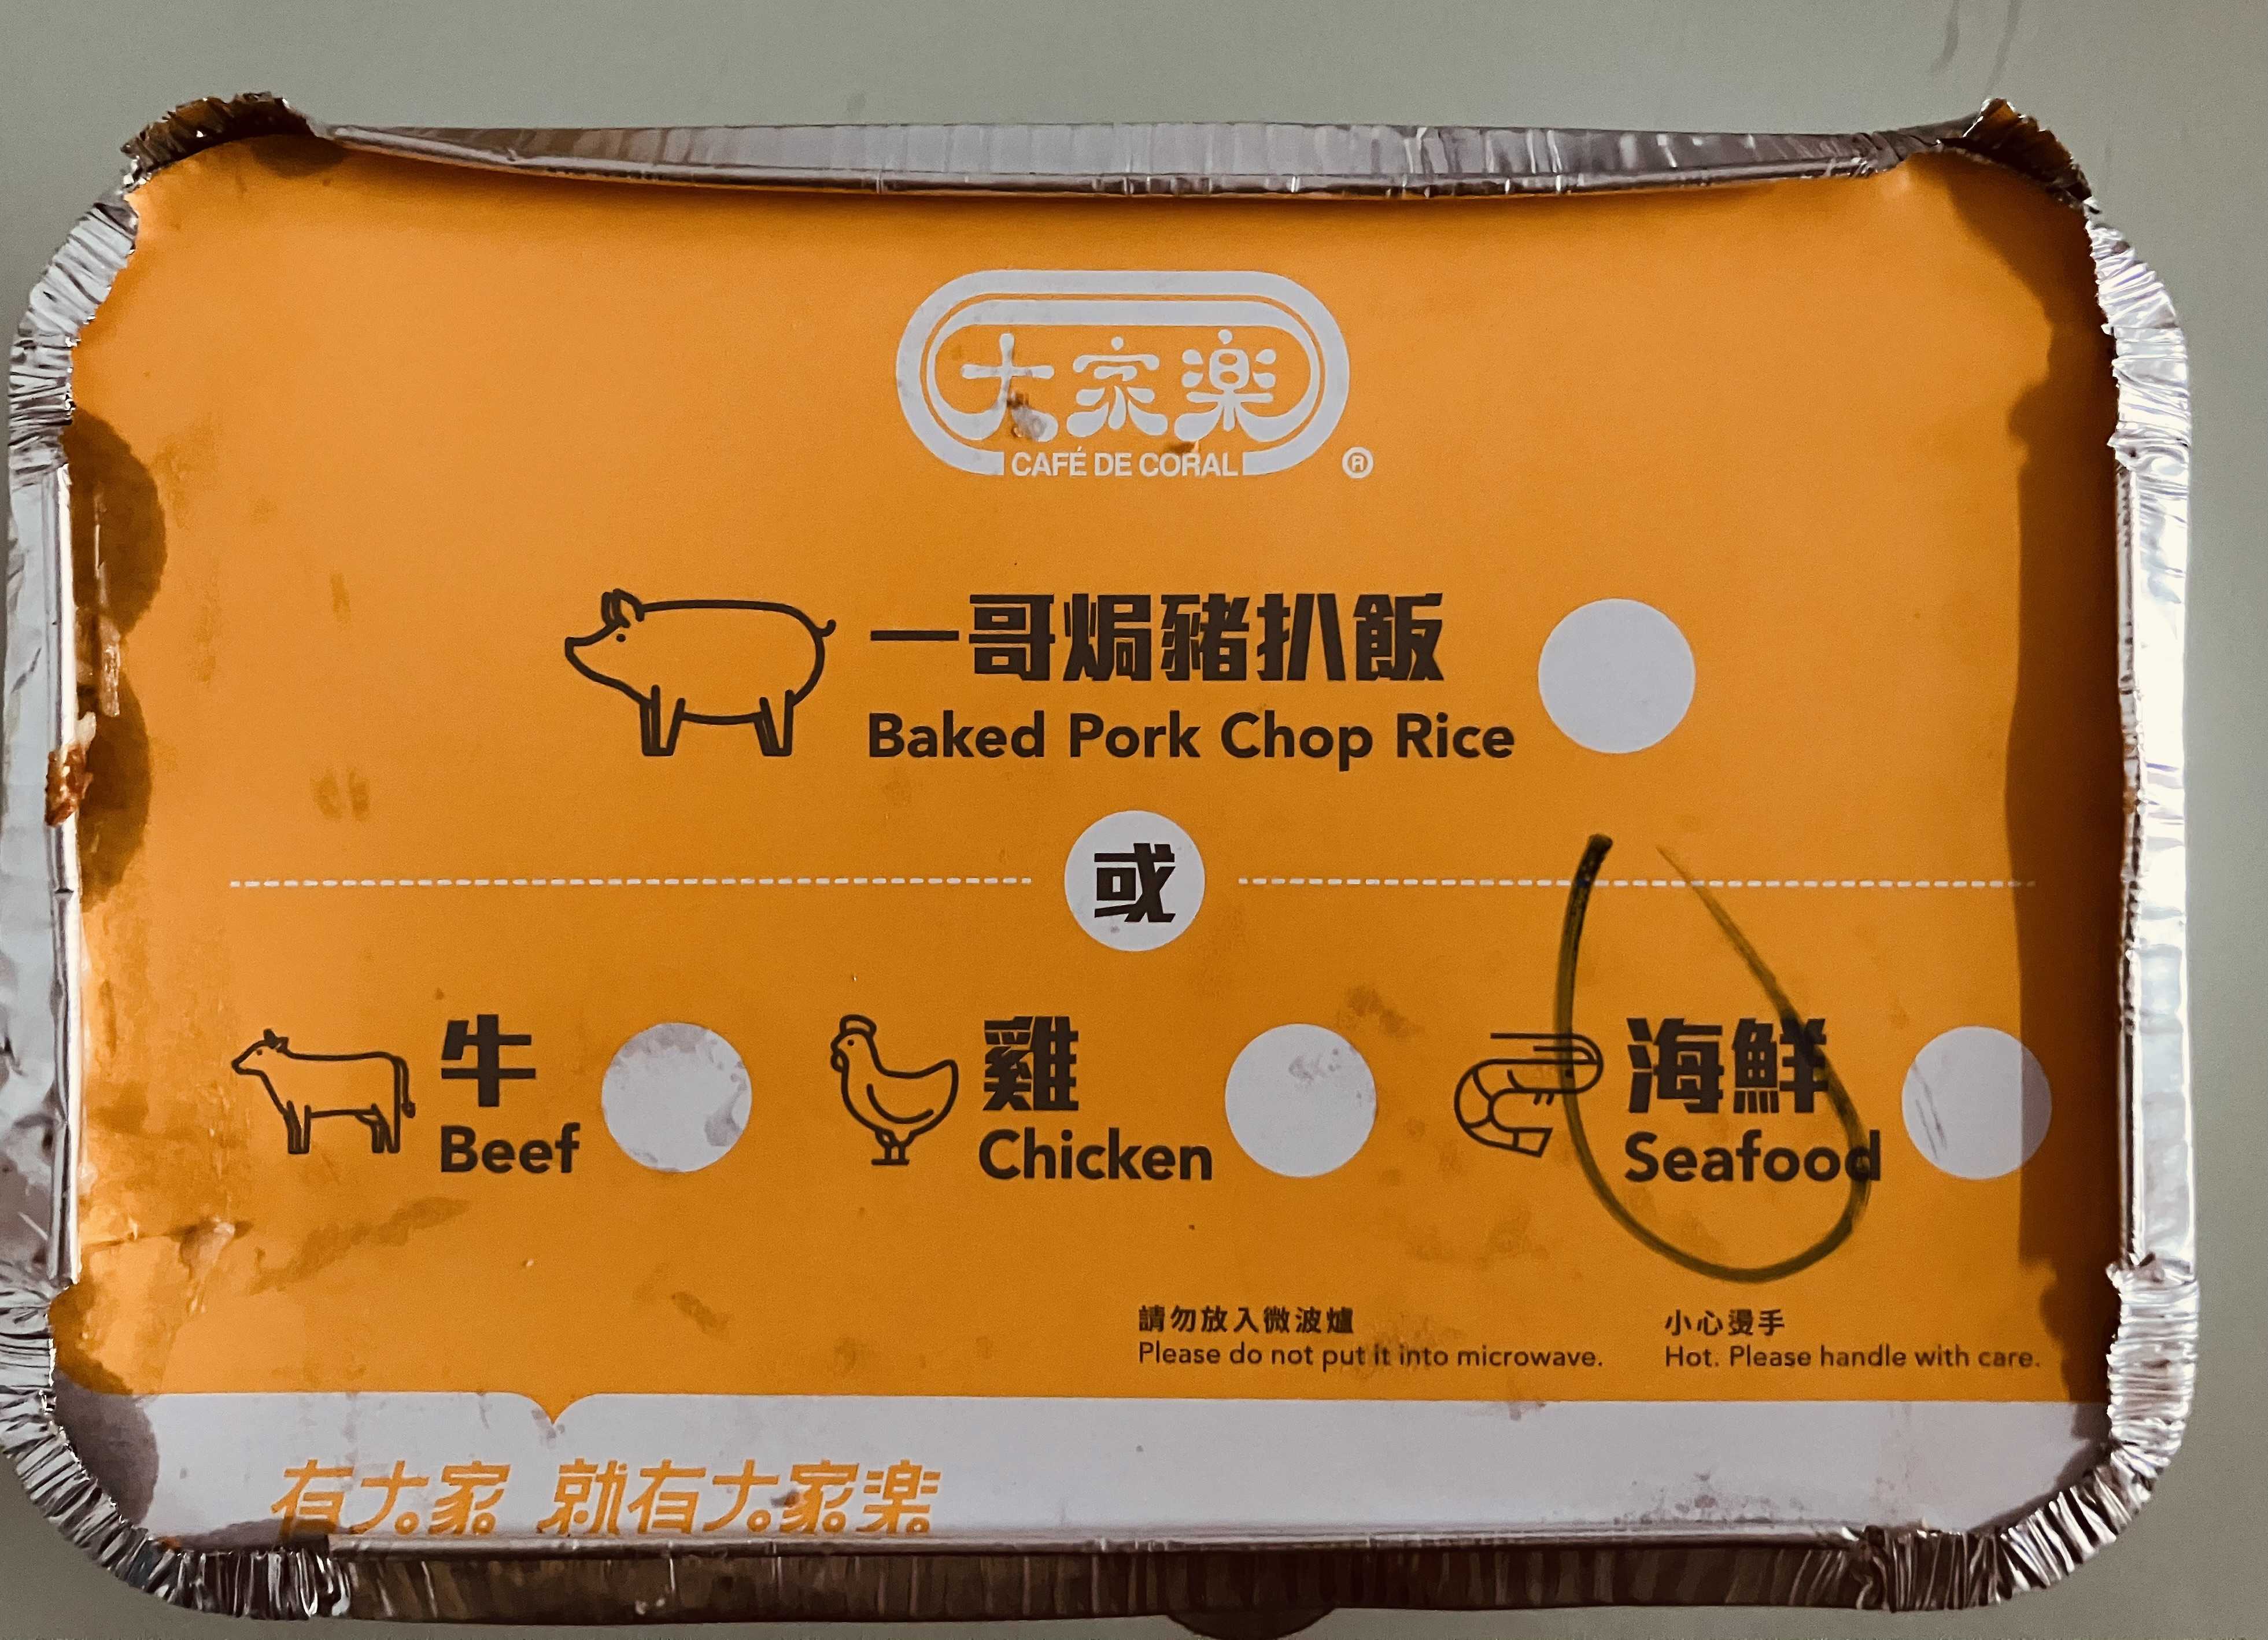 大家楽
CAFÉ DE CORAL ®
一哥焗豬扒飯
Baked Pork Chop Rice
或
牛
Beef
雞
Chicken
海鮮
Seafood
請勿放入微波爐
Please do not put it into microwave.
小心燙手
Hot. Please handle with care.
有大家 就有大家楽